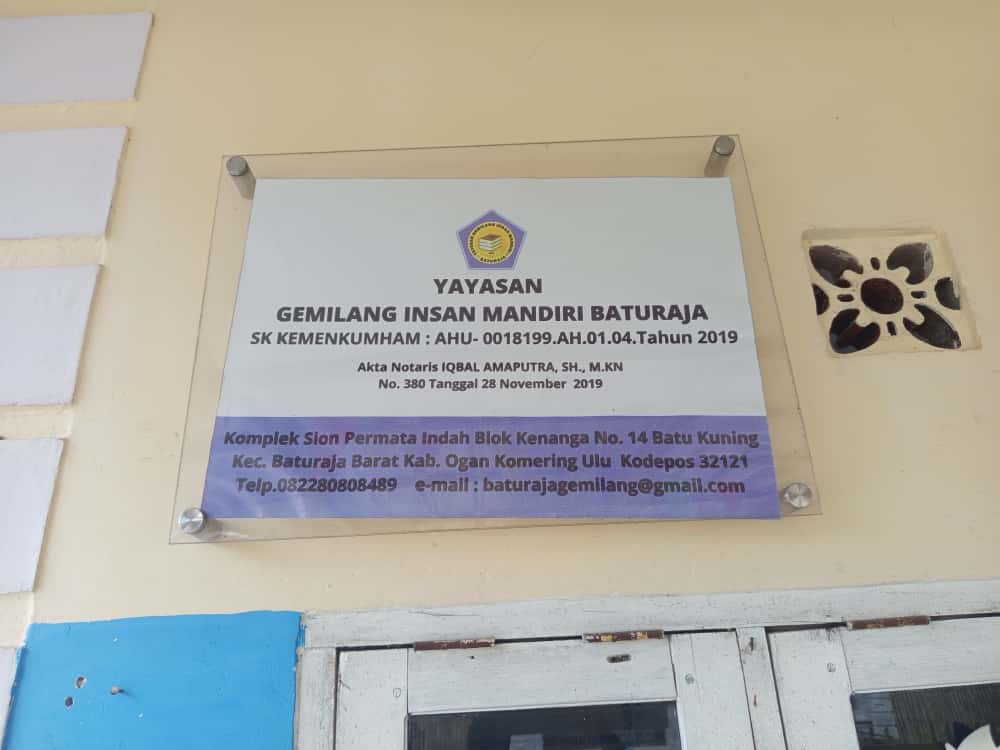 YAYASAN
GEMILANG INSAN MANDIRI BATURAJA
SK KEMENKUMHAM : AHU- 0018199.AH.01.04.Tahun 2019
Akta Notaris IQBAL AMAPUTRA, SH., M.KN
No. 380 Tanggal 28 November 2019
Komplek Sion Permata Indah Blok Kenanga No. 14 Batu Kuning
Kec. Baturaja Barat Kab. Ogan Komering Ulu Kodepos 32121
Telp.082280808489 e-mail : baturajagemilang@gmail.com